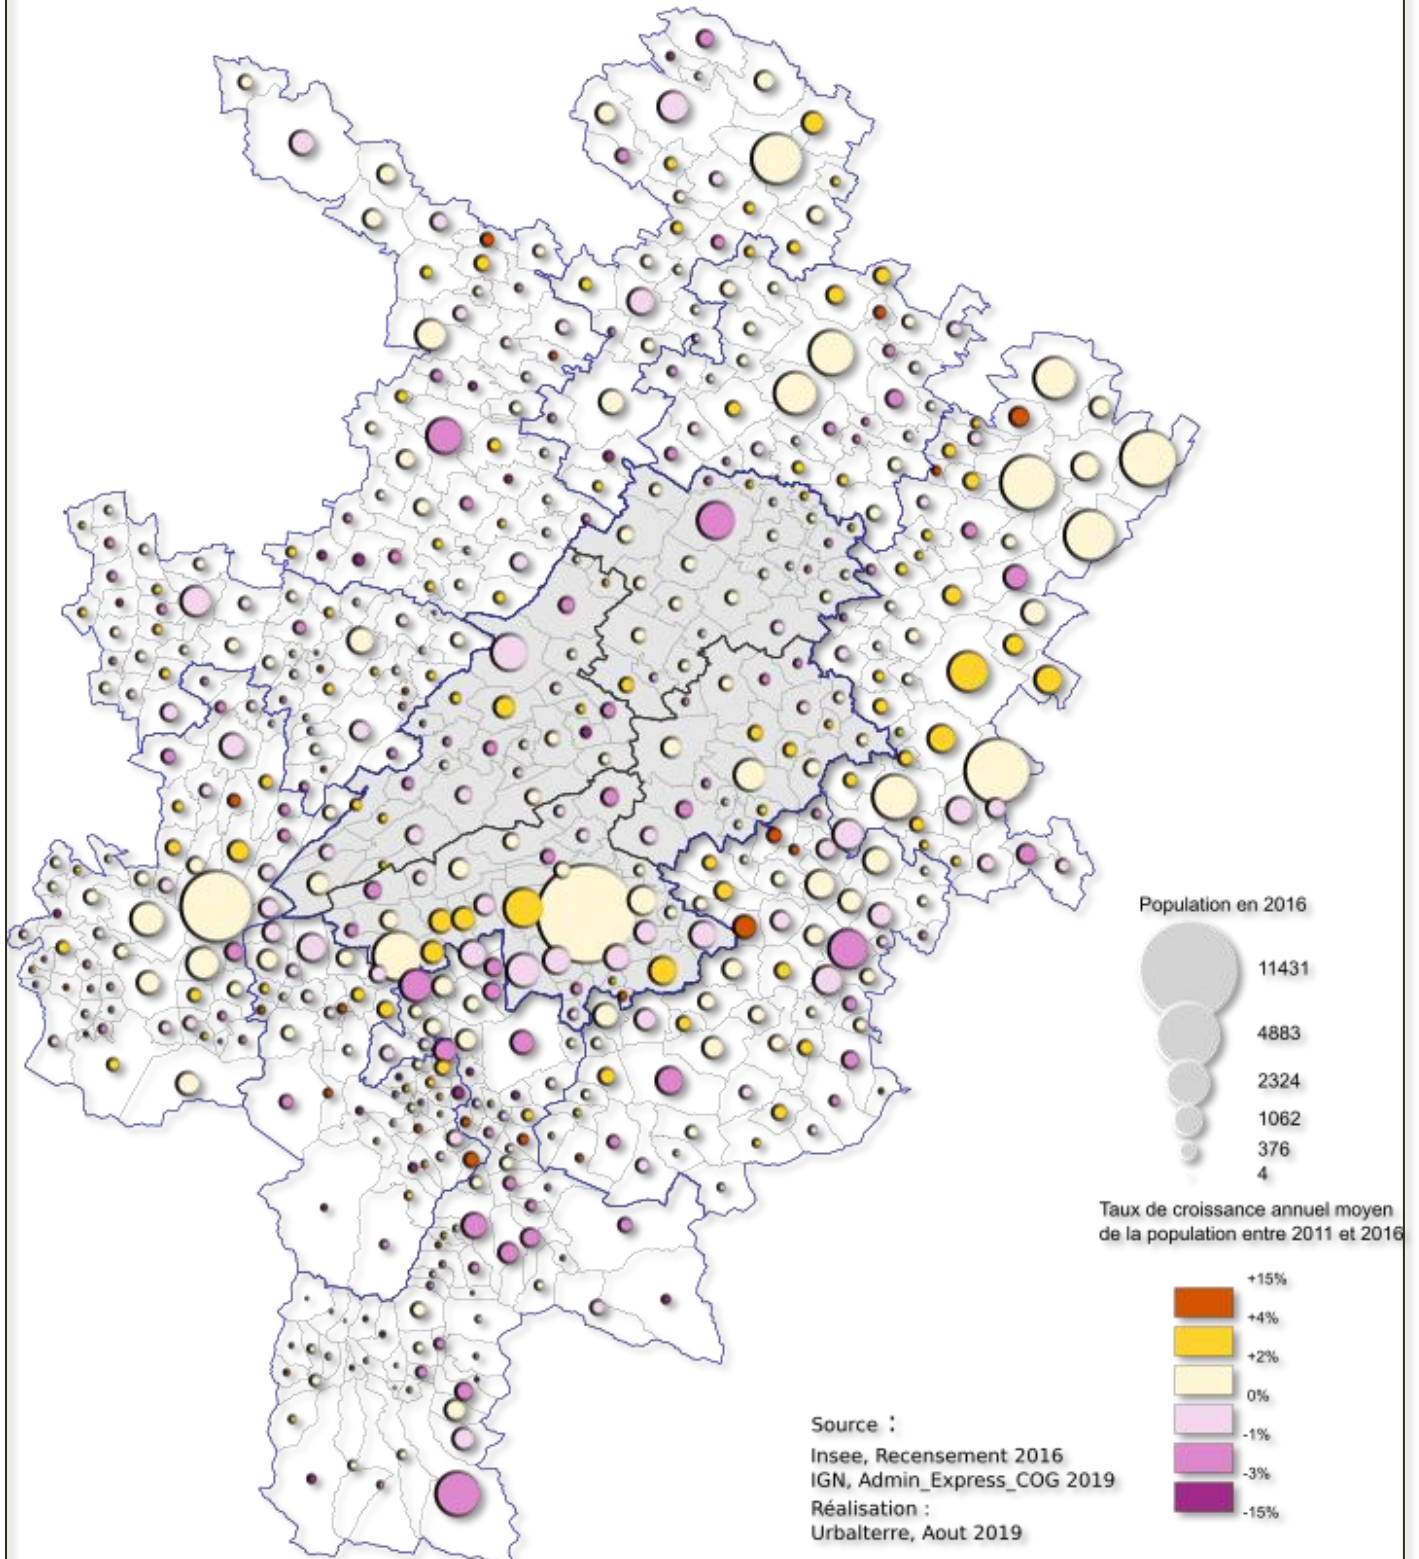 Population en 2016
11431
4883
2324
1062
376
4
Taux de croissance annuel moyen
de la population entre 2011 et 2016
+15%
+4%
+2%
0%
-1%
-3%
-15%
Source :
Insee, Recensement 2016
IGN, Admin_Express_COG 2019
Réalisation :
Urbalterre, Aout 2019